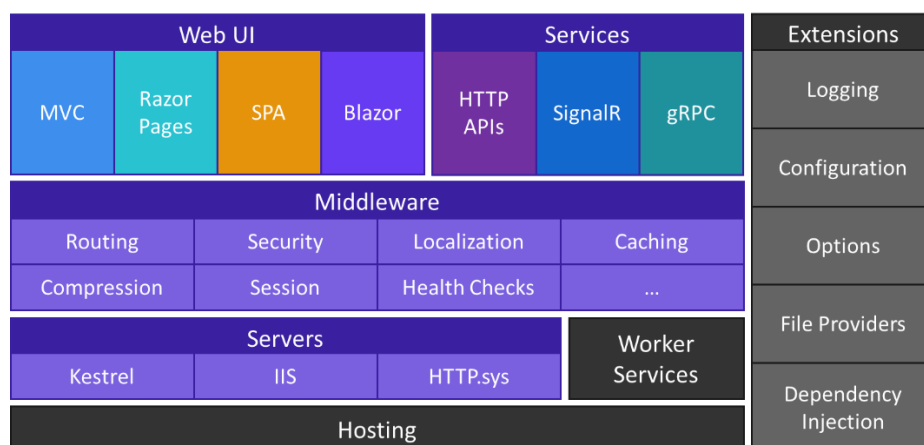 Web UI
MVC
Razor
Pages
SPA
Blazor
Services
HTTP
APIs
SignalR
gRPC
Middleware
Routing
Security
Localization
Caching
Compression
Session
Health Checks
...
Servers
Kestrel
IIS
HTTP.sys
Worker
Services
Hosting
Extensions
Logging
Configuration
Options
File Providers
Dependency
Injection